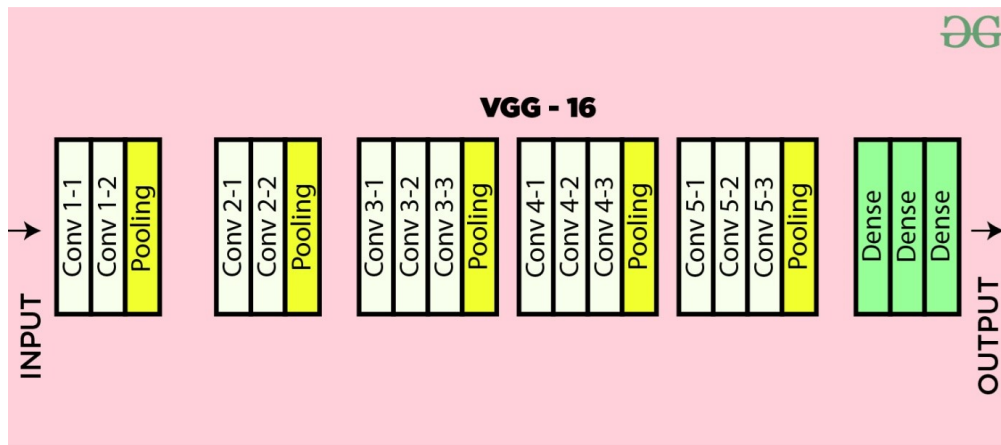 VGG - 16
INPUT
Conv 1-1
Conv 1-2
Pooling
Conv 2-1
Conv 2-2
Pooling
Conv 3-1
Conv 3-2
Conv 3-3
Pooling
Conv 4-1
Conv 4-2
Conv 4-3
Pooling
Conv 5-1
Conv 5-2
Conv 5-3
Pooling
Dense
Dense
Dense
OUTPUT